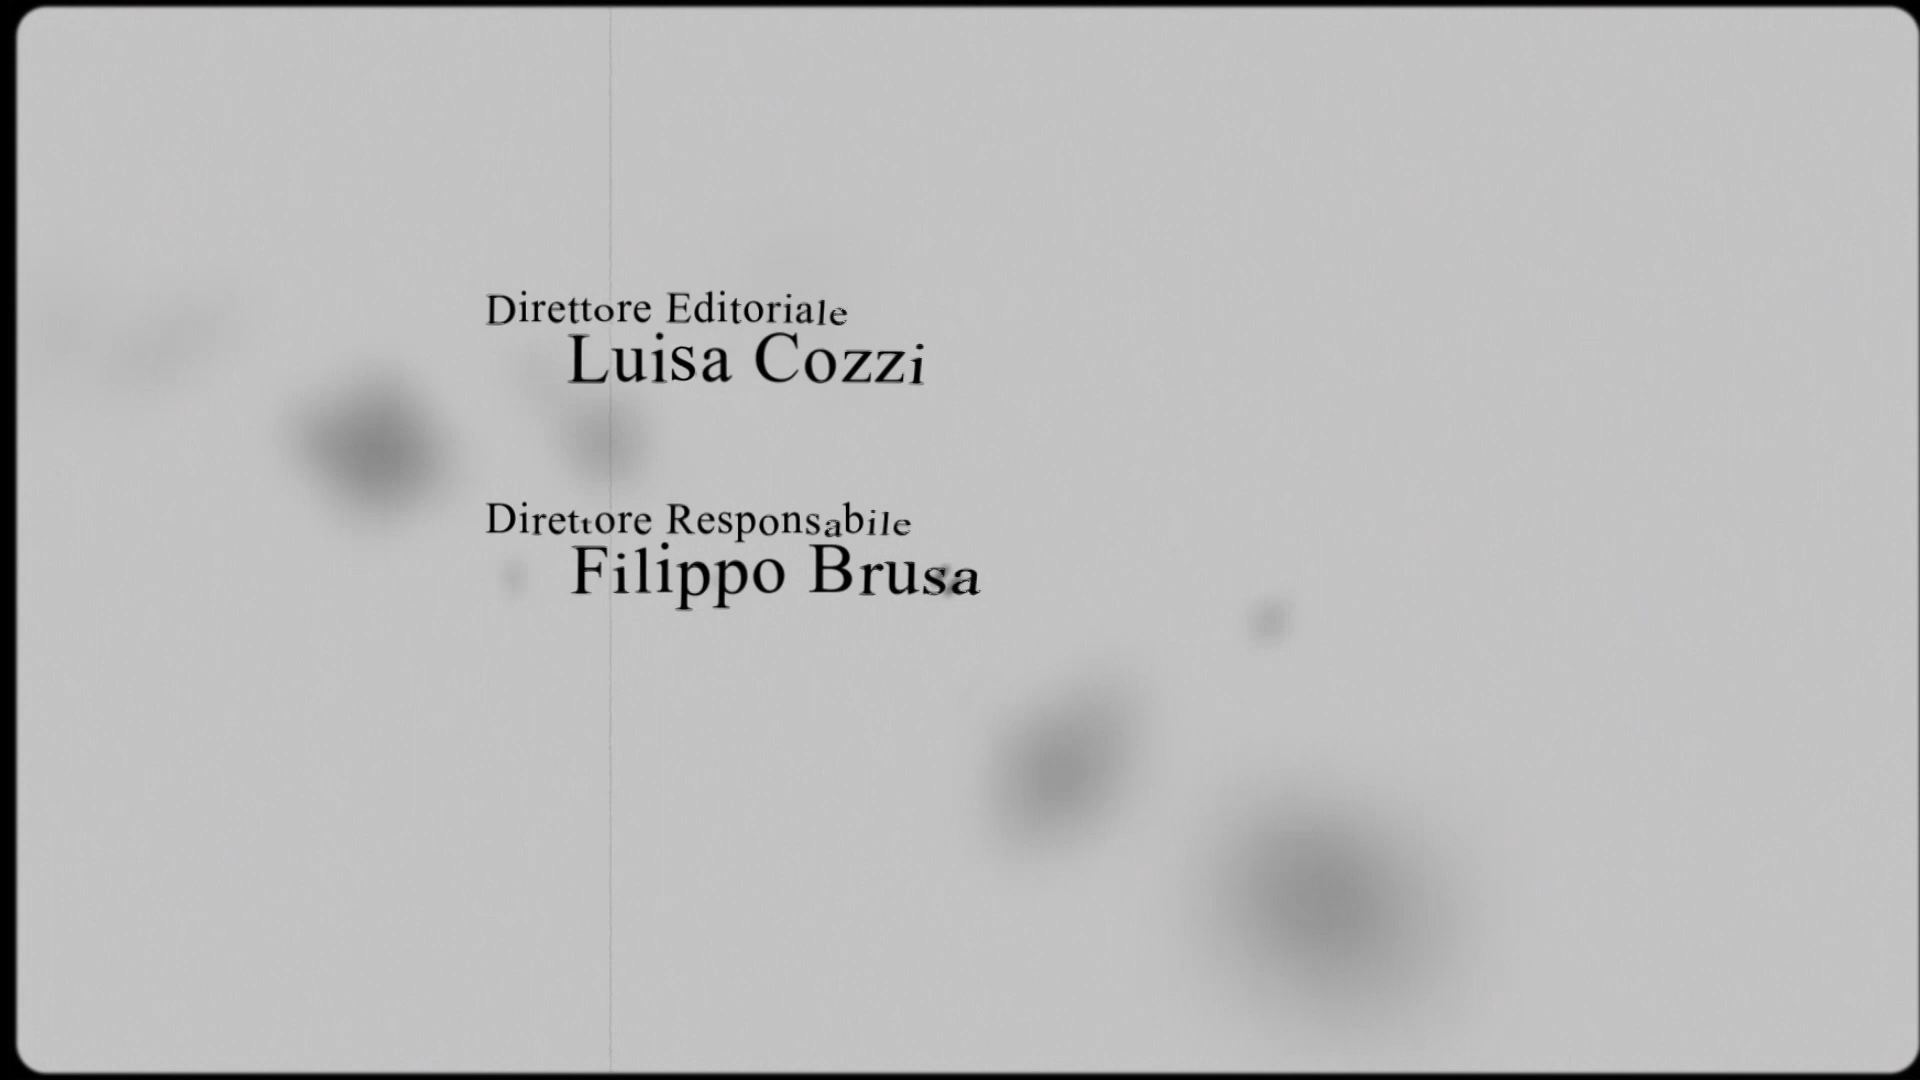 Direttore Editoriale
Luisa Cozzi
Direttore Responsabile
Filippo Brusa